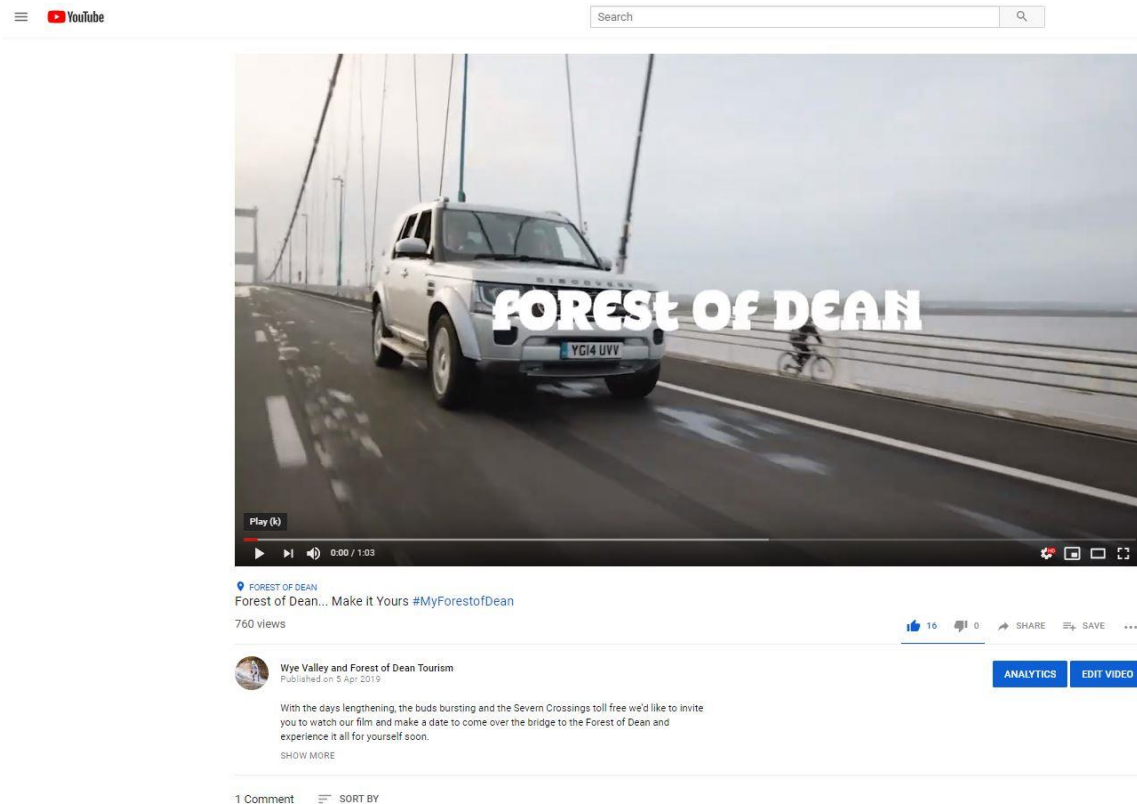 YouTube
Search
DISCOVERY
FOREST OF DEAN
YG14 UVV
Play (k)
0:00 / 1:03
HD
FOREST OF DEAN
Forest of Dean... Make it Yours #MyForestofDean
760 views
16 0 SHARE SAVE
Wye Valley and Forest of Dean Tourism
Published on 5 Apr 2019
ANALYTICS EDIT VIDEO
With the days lengthening, the buds bursting and the Severn Crossings toll free we'd like to invite
you to watch our film and make a date to come over the bridge to the Forest of Dean and
experience it all for yourself soon.
SHOW MORE
1 Comment SORT BY